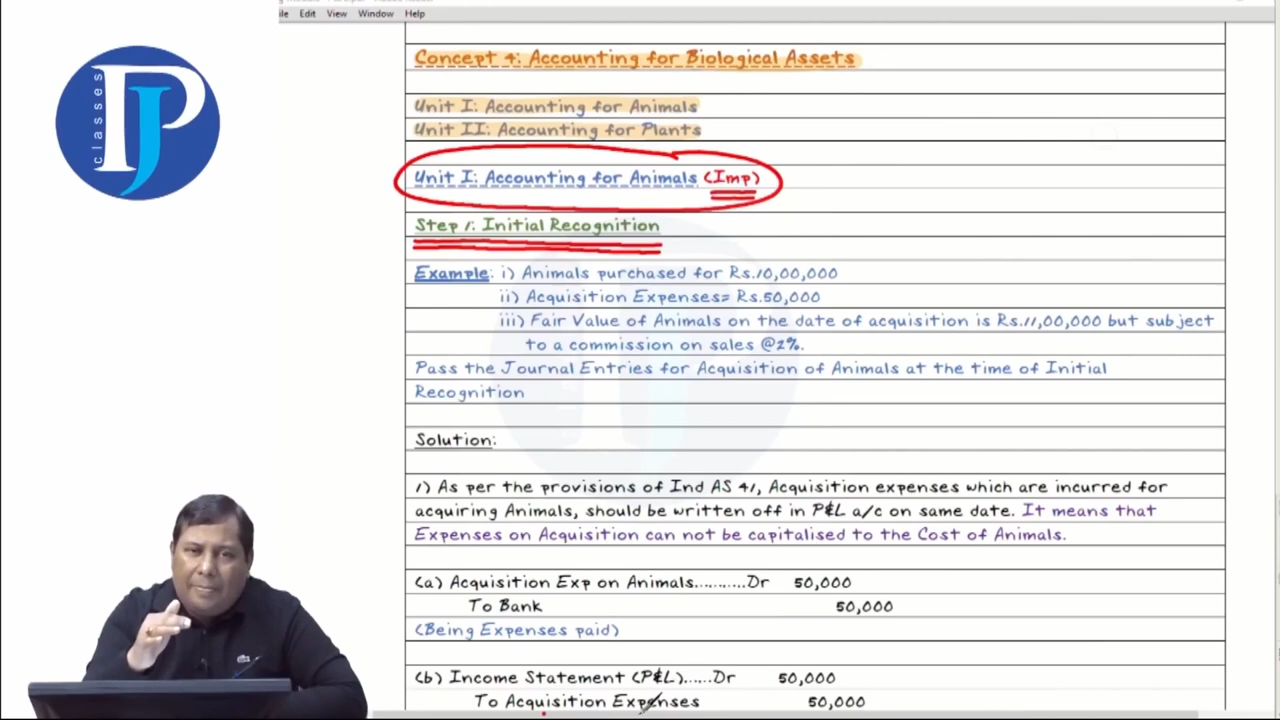 File Edit View Window Help
classes
PJ
Concept 4: Accounting for Biological Assets
Unit I: Accounting for Animals
Unit II: Accounting for Plants
Unit I: Accounting for Animals (Imp)
Step 1: Initial Recognition
Example: i) Animals purchased for Rs.10,00,000
ii) Acquisition Expenses= Rs.50,000
iii) Fair Value of Animals on the date of acquisition is Rs.11,00,000 but subject
to a commission on sales @2%.
Pass the Journal Entries for Acquisition of Animals at the time of Initial
Recognition
Solution:
1) As per the provisions of Ind AS 41, Acquisition expenses which are incurred for
acquiring Animals, should be written off in P&L a/c on same date. It means that
Expenses on Acquisition can not be capitalised to the Cost of Animals.
(a) Acquisition Exp on Animals...........Dr 50,000
To Bank 50,000
(Being Expenses paid)
(b) Income Statement (P&L)......Dr 50,000
To Acquisition Expenses 50,000